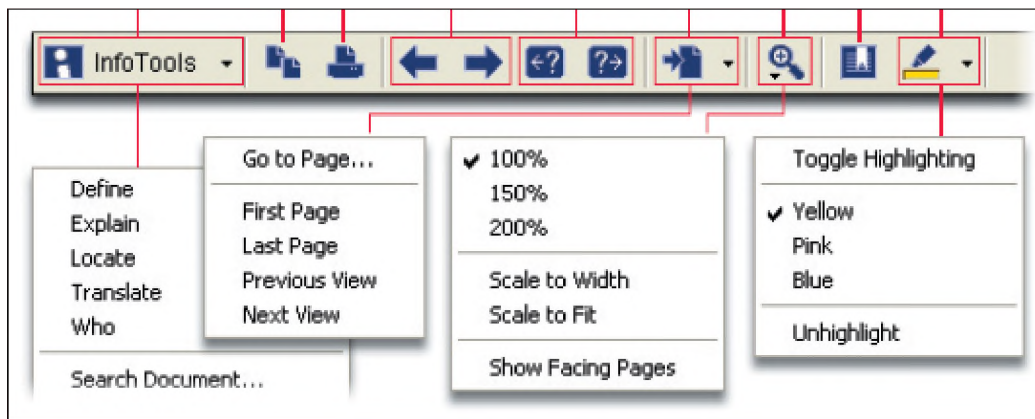 InfoTools
Define
Explain
Locate
Translate
Who
Search Document...
Go to Page...
First Page
Last Page
Previous View
Next View
100%
150%
200%
Scale to Width
Scale to Fit
Show Facing Pages
Toggle Highlighting
Yellow
Pink
Blue
Unhighlight